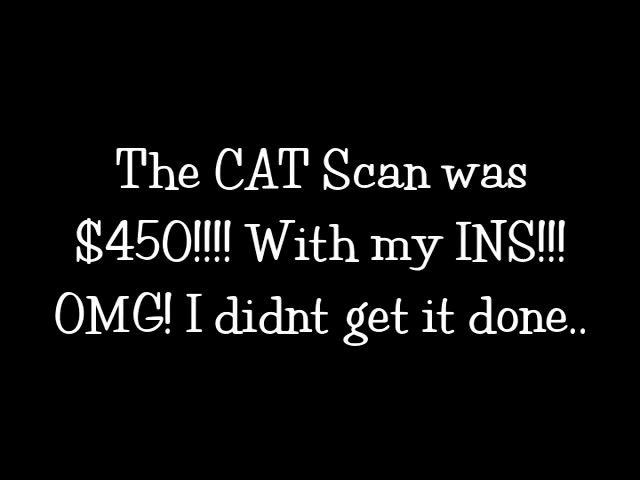 The CAT Scan was
$450!!!! With my INS!!!
OMG! I didnt get it done..